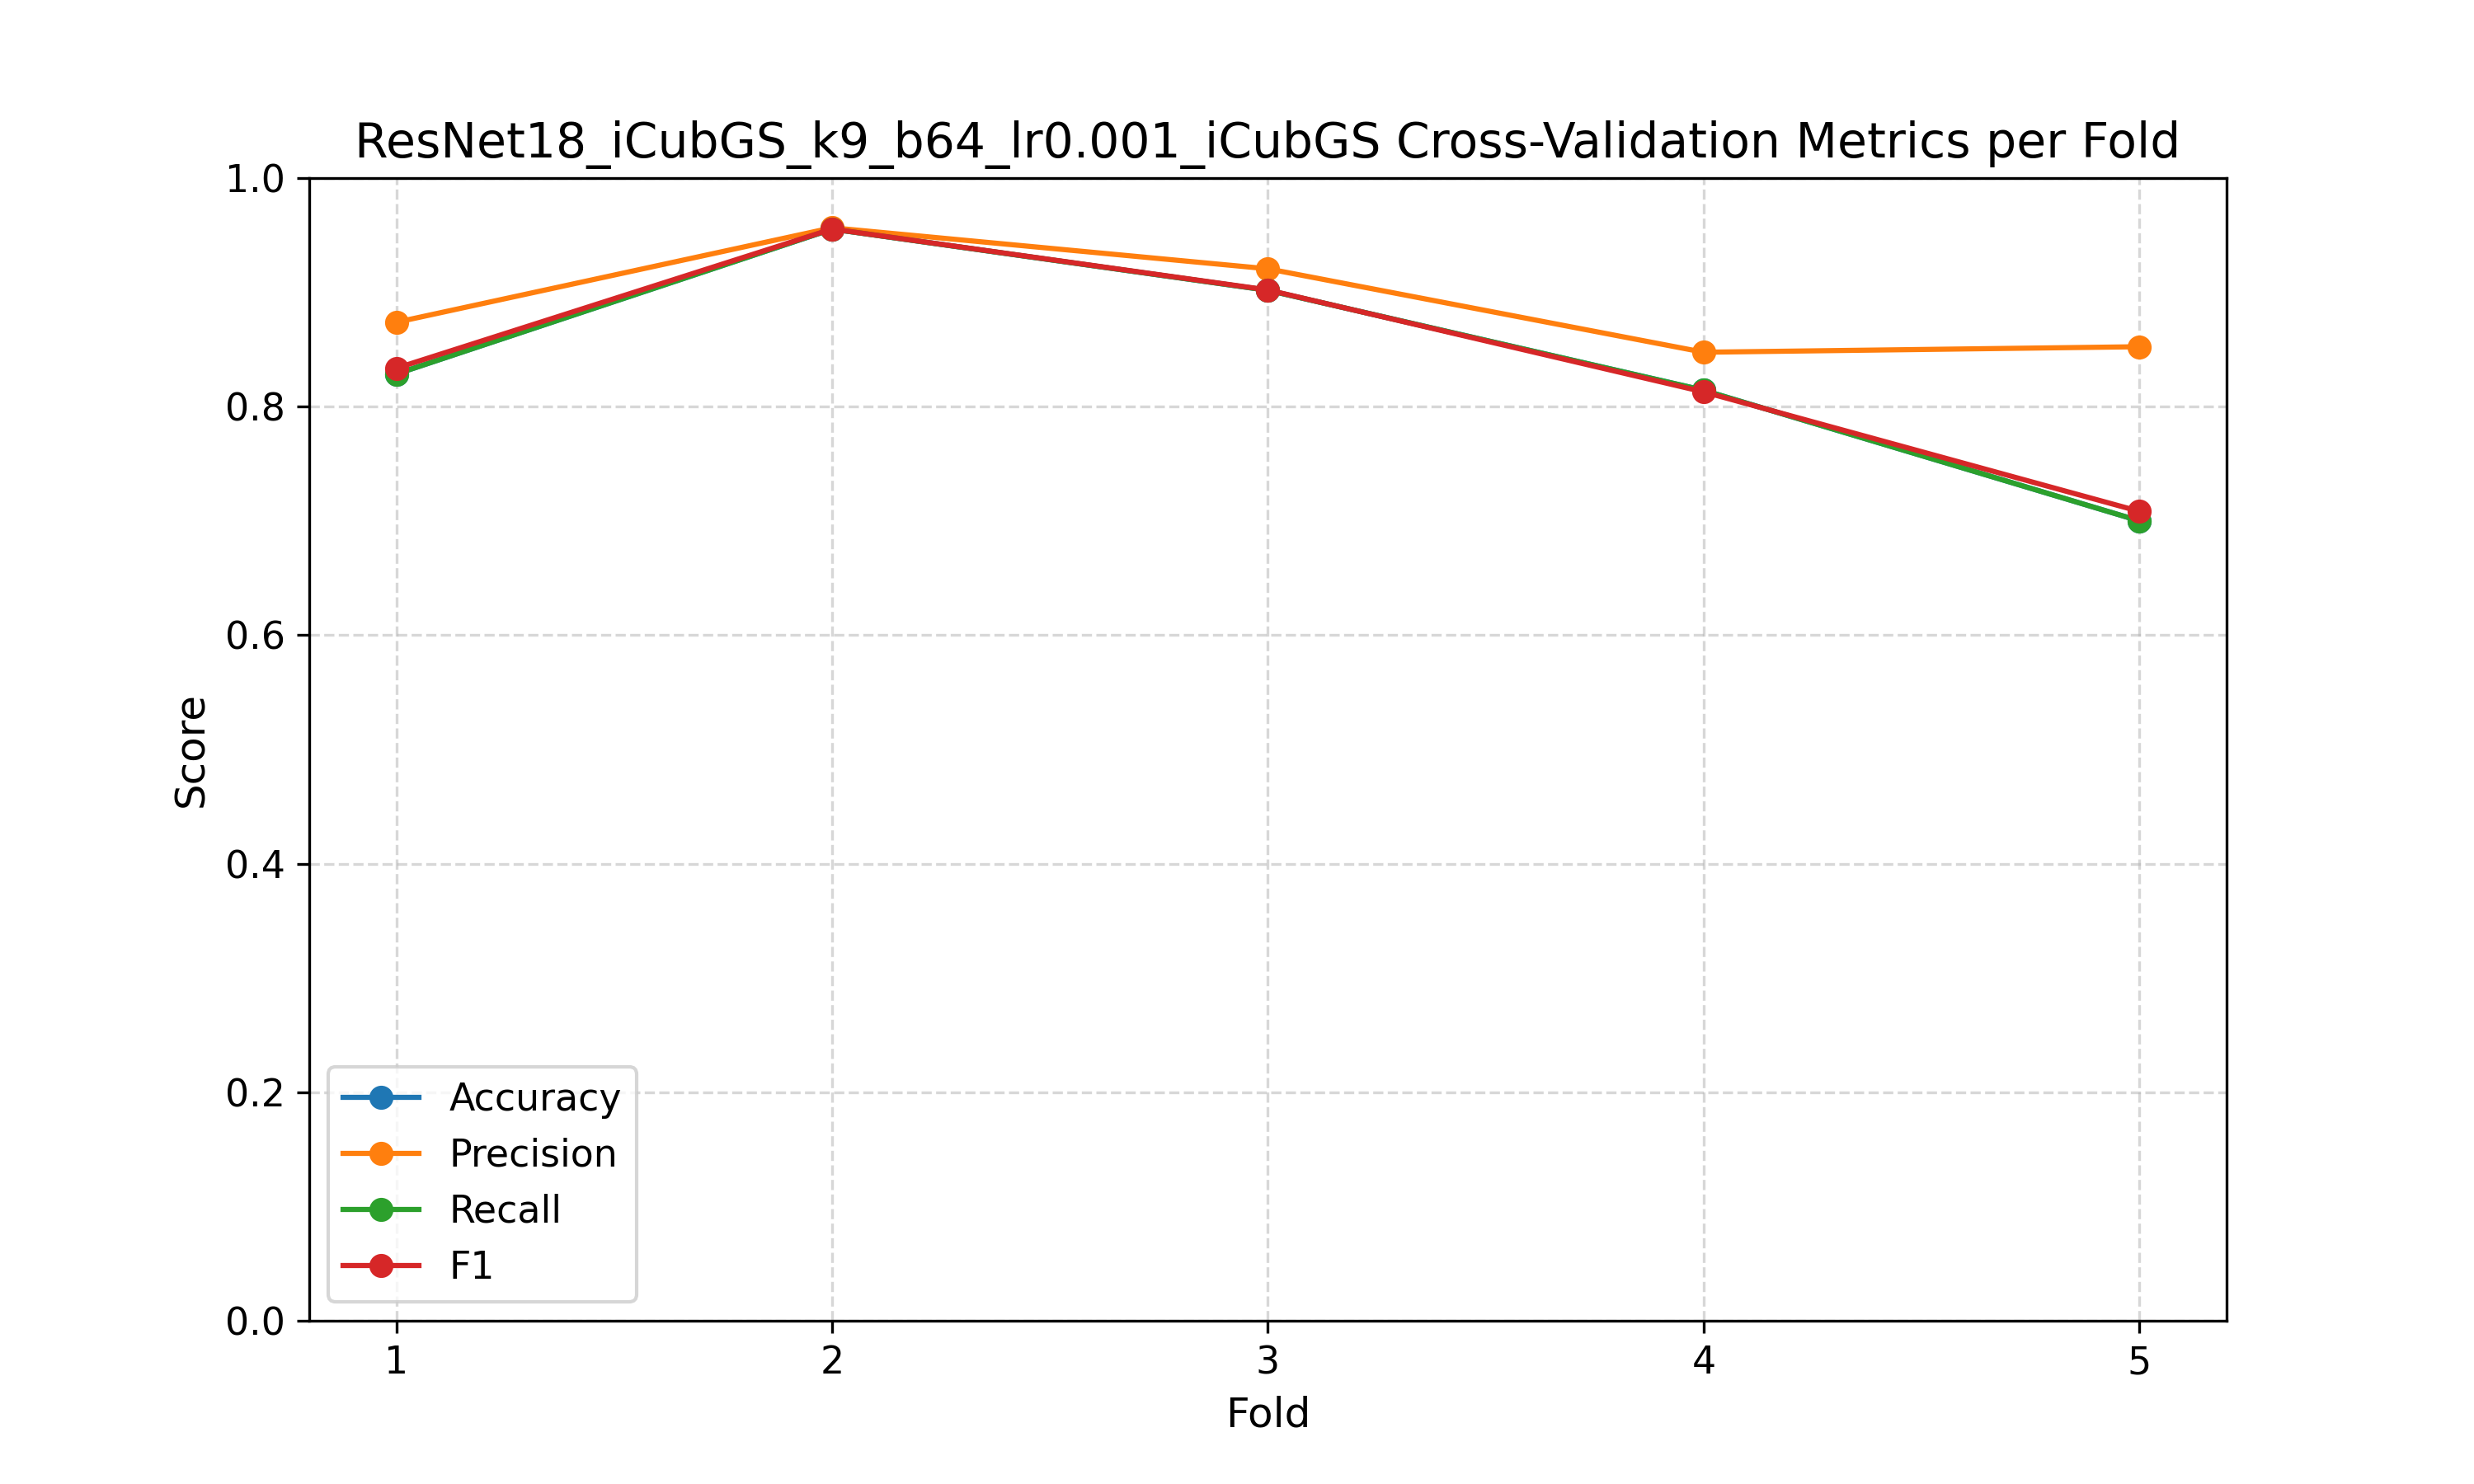 ResNet18_iCubGS_k9_b64_lr0.001_iCubGS Cross-Validation Metrics per Fold
1.0
0.8
0.6
0.4
0.2
0.0
Score
Accuracy
Precision
Recall
F1
1 2 3 4 5
Fold